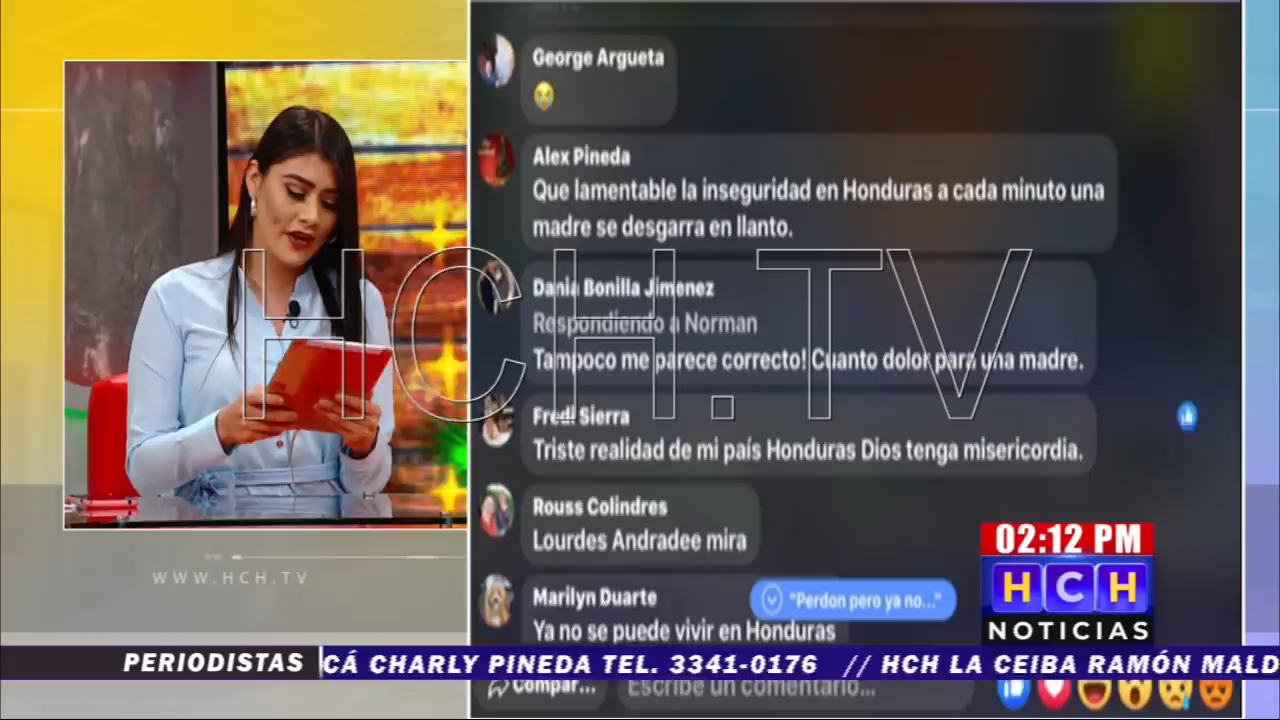 George Argueta
Alex Pineda
Que lamentable la inseguridad en Honduras a cada minuto una
madre se desgarra en llanto.
Dania Bonilla Jimenez
Respondiendo a Norman
Tampoco me parece correcto! Cuanto dolor para una madre.
Fredi Sierra
Triste realidad de mi país Honduras Dios tenga misericordia.
Rouss Colindres
Lourdes Andradee mira
Marilyn Duarte
"Perdon pero ya no..."
Ya no se puede vivir en Honduras
Compar...
Escribe un comentario...
HCH.TV
WWW.HCH.TV
02:12 PM
HCH
NOTICIAS
PERIODISTAS
CÁ CHARLY PINEDA TEL. 3341-0176 // HCH LA CEIBA RAMÓN MALD